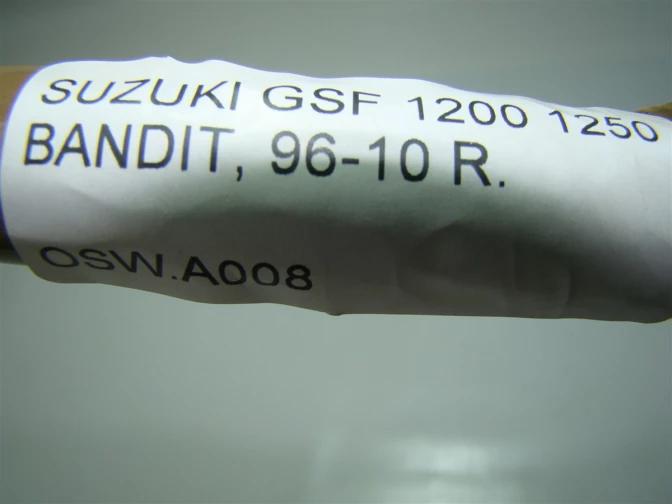 SUZUKI GSF 1200 1250
BANDIT, 96-10 R.
OSW.A008